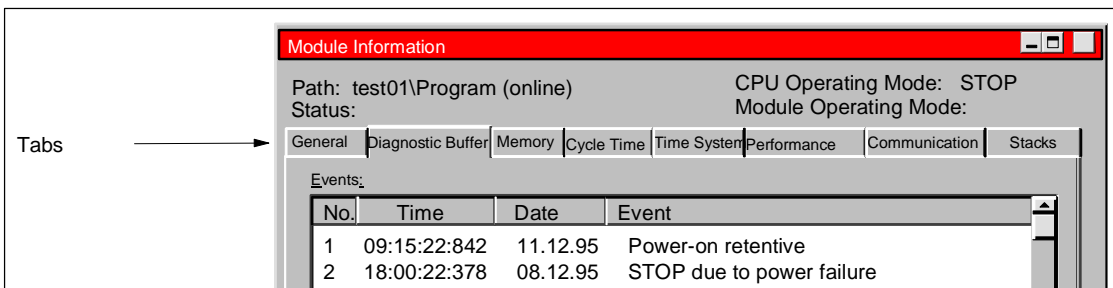 Module Information
Path: test01\Program (online)
CPU Operating Mode: STOP
Status:
Module Operating Mode:
Tabs
General Diagnostic Buffer Memory Cycle Time Time System Performance Communication Stacks
Events:
No. Time Date Event
1 09:15:22:842 11.12.95 Power-on retentive
2 18:00:22:378 08.12.95 STOP due to power failure